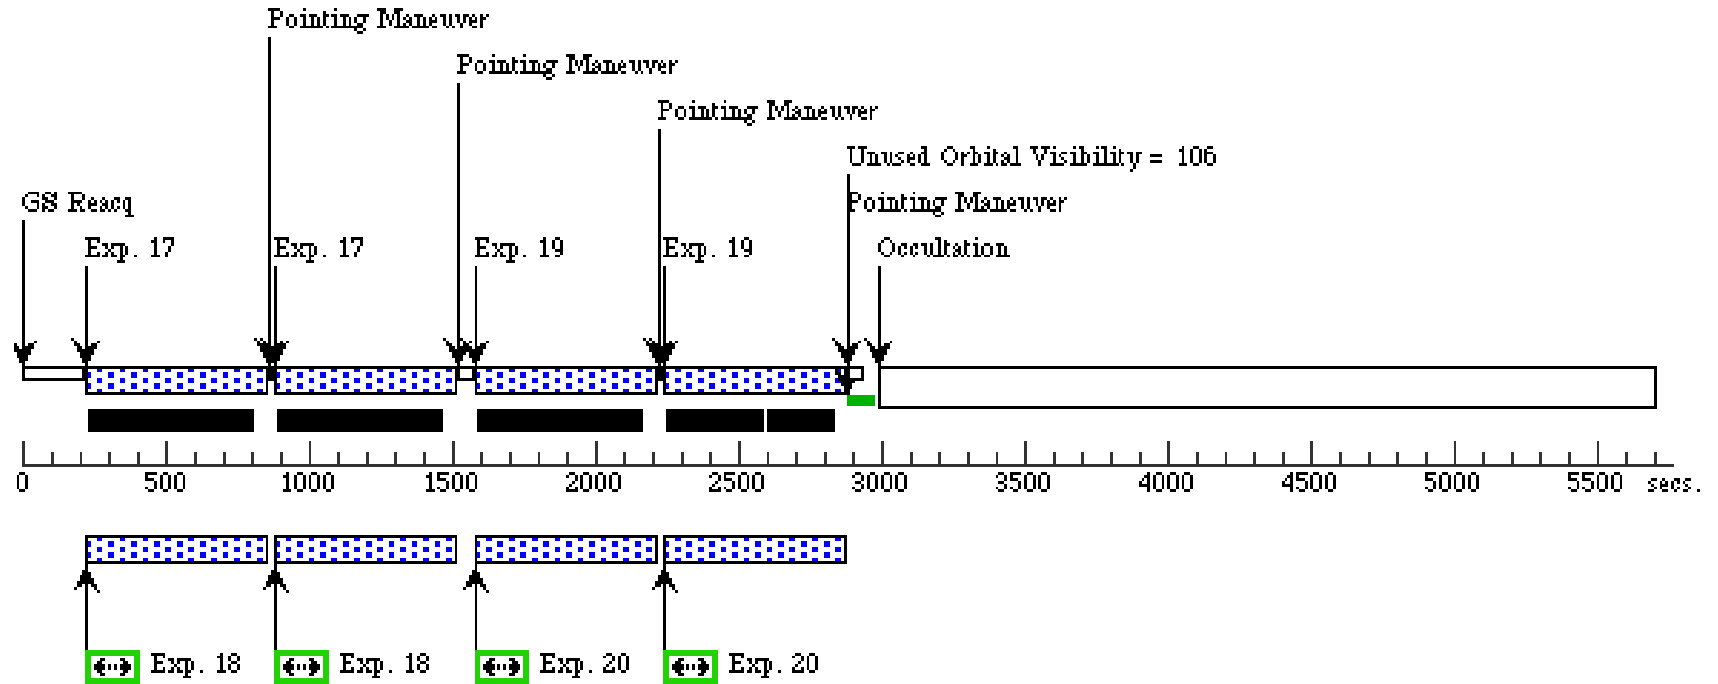 Pointing Maneuver
Pointing Maneuver
Pointing Maneuver
Unused Orbital Visibility = 106
GS Reacq
Pointing Maneuver
Exp. 17
Exp. 17
Exp. 19
Exp. 19
Occultation
0 500 1000 1500 2000 2500 3000 3500 4000 4500 5000 5500 secs.
Exp. 18
Exp. 18
Exp. 20
Exp. 20